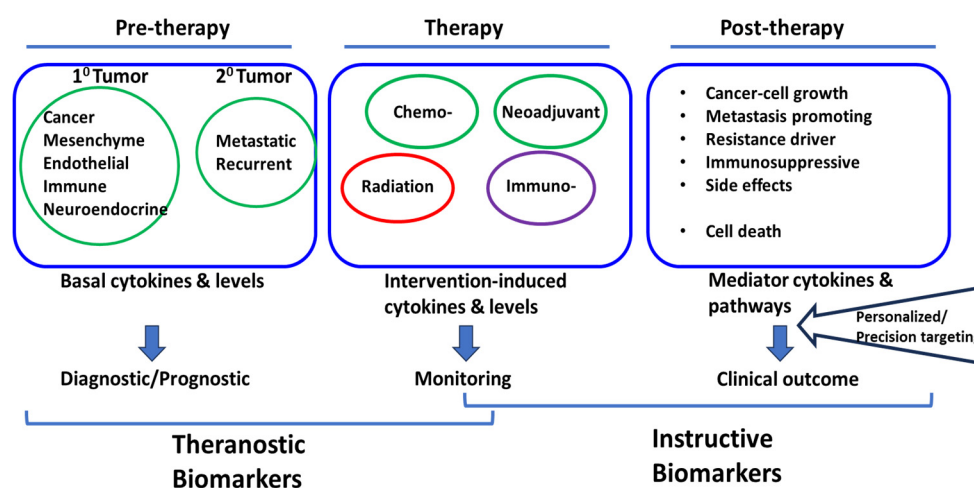 Pre-therapy
Therapy
Post-therapy
1⁰ Tumor
2⁰ Tumor
Cancer
Mesenchyme
Endothelial
Immune
Neuroendocrine
Metastatic
Recurrent
Chemo-
Neoadjuvant
Radiation
Immuno-
• Cancer-cell growth
• Metastasis promoting
• Resistance driver
• Immunosuppressive
• Side effects
• Cell death
Basal cytokines & levels
Intervention-induced
cytokines & levels
Mediator cytokines &
pathways
Personalized/
Precision targeting
Diagnostic/Prognostic
Monitoring
Clinical outcome
Theranostic
Biomarkers
Instructive
Biomarkers